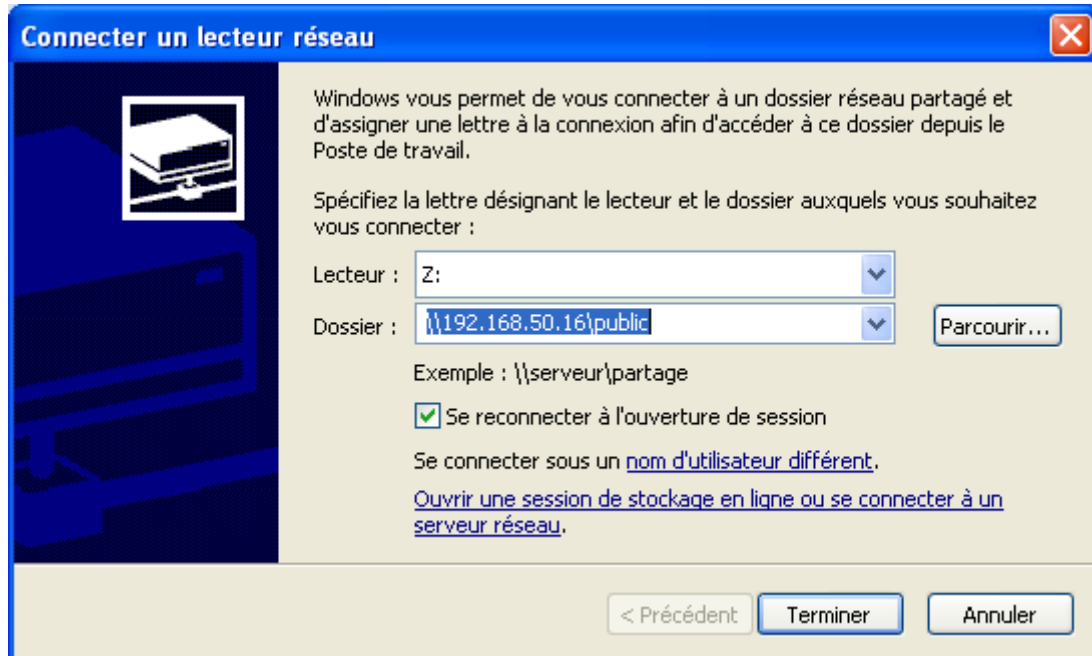 Connecter un lecteur réseau
Windows vous permet de vous connecter à un dossier réseau partagé et
d'assigner une lettre à la connexion afin d'accéder à ce dossier depuis le
Poste de travail.
Spécifiez la lettre désignant le lecteur et le dossier auxquels vous souhaitez
vous connecter :
Lecteur : Z:
Dossier : \\192.168.50.16\public Parcourir...
Exemple : \\serveur\partage
Se reconnecter à l'ouverture de session
Se connecter sous un nom d'utilisateur différent.
Ouvrir une session de stockage en ligne ou se connecter à un
serveur réseau.
< Précédent Terminer Annuler